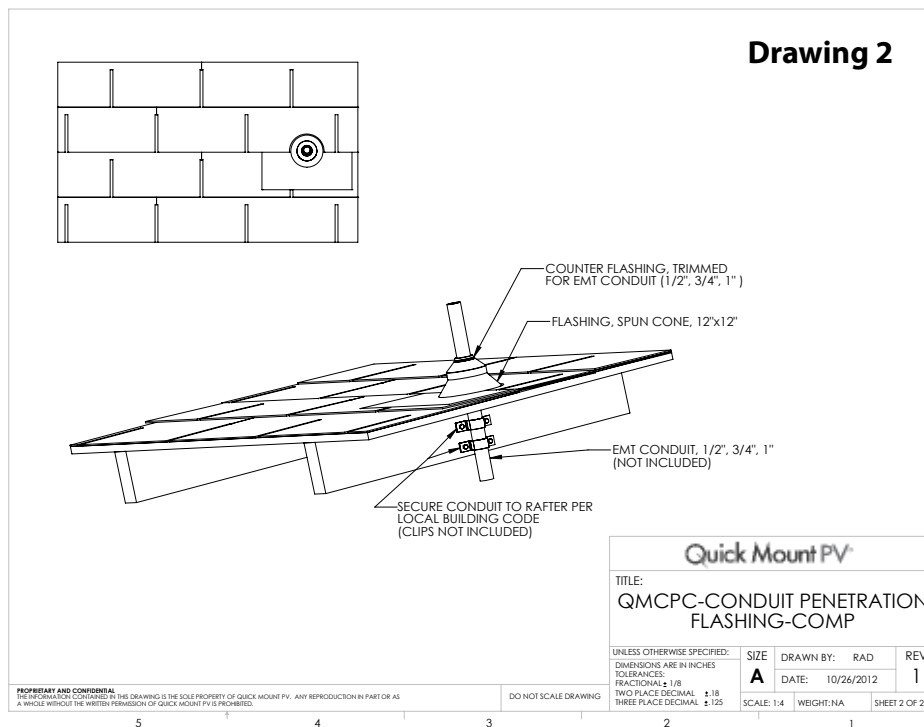 Drawing 2
COUNTER FLASHING, TRIMMED
FOR EMT CONDUIT (1/2", 3/4", 1" )
FLASHING, SPUN CONE, 12"x12"
EMT CONDUIT, 1/2", 3/4", 1"
(NOT INCLUDED)
SECURE CONDUIT TO RAFTER PER
LOCAL BUILDING CODE
(CLIPS NOT INCLUDED)
Quick Mount PV
TITLE:
QMCPC-CONDUIT PENETRATION
FLASHING-COMP
UNLESS OTHERWISE SPECIFIED:
DIMENSIONS ARE IN INCHES
TOLERANCES:
FRACTIONAL ± 1/8
TWO PLACE DECIMAL ±.18
THREE PLACE DECIMAL ±.125
SIZE
A
DRAWN BY: RAD
DATE: 10/26/2012
REV
1
SCALE: 1:4
WEIGHT: NA
SHEET 2 OF 2
PROPRIETARY AND CONFIDENTIAL
THE INFORMATION CONTAINED IN THIS DRAWING IS THE SOLE PROPERTY OF QUICK MOUNT PV. ANY REPRODUCTION IN PART OR AS
A WHOLE WITHOUT THE WRITTEN PERMISSION OF QUICK MOUNT PV IS PROHIBITED.
DO NOT SCALE DRAWING
5 4 3 2 1